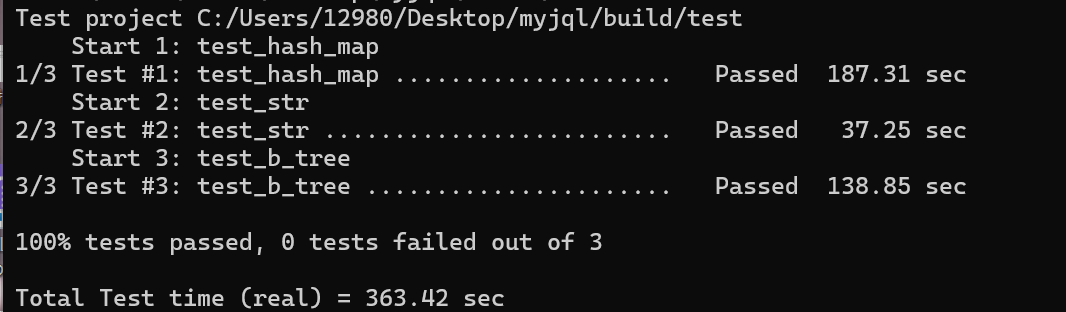 Test project C:/Users/12980/Desktop/myjql/build/test
    Start 1: test_hash_map
1/3 Test #1: test_hash_map ....................   Passed  187.31 sec
    Start 2: test_str
2/3 Test #2: test_str .........................   Passed   37.25 sec
    Start 3: test_b_tree
3/3 Test #3: test_b_tree ......................   Passed  138.85 sec
100% tests passed, 0 tests failed out of 3
Total Test time (real) = 363.42 sec